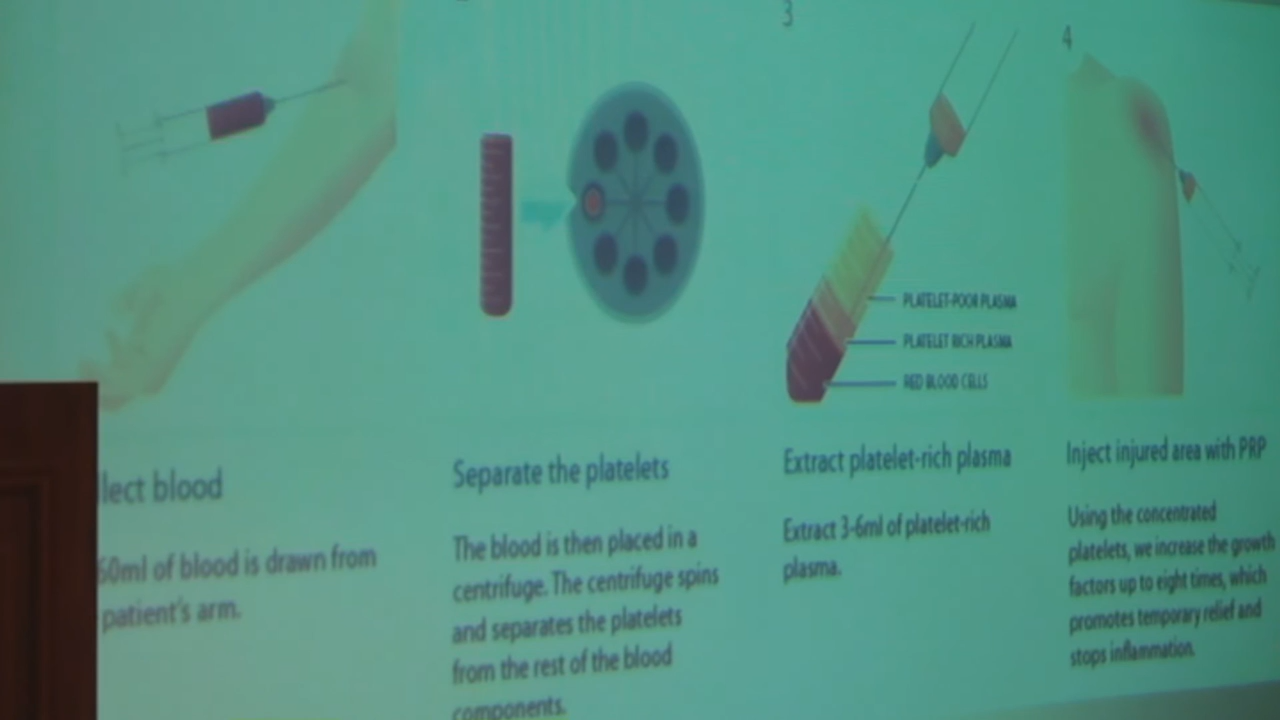 3
4
PLATELET-POOR PLASMA
PLATELET RICH PLASMA
RED BLOOD CELLS
lect blood
60ml of blood is drawn from
patient's arm.
Separate the platelets
The blood is then placed in a
centrifuge. The centrifuge spins
and separates the platelets
from the rest of the blood
components.
Extract platelet-rich plasma
Extract 3-6ml of platelet-rich
plasma.
Inject injured area with PRP
Using the concentrated
platelets, we increase the growth
factors up to eight times, which
promotes temporary relief and
stops inflammation.